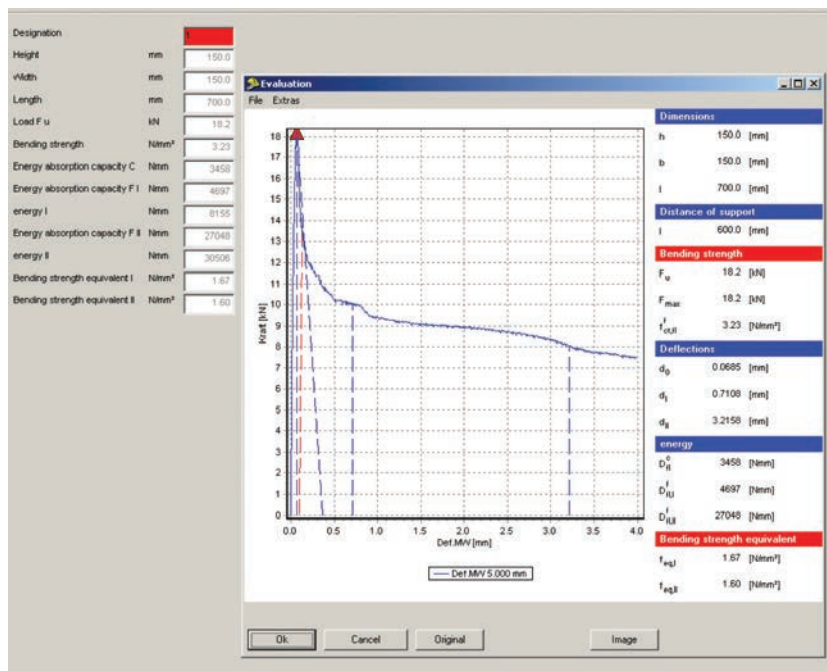 Designation 1
Height mm 150.0
Width mm 150.0
Length mm 700.0
Load F u kN 18.2
Bending strength N/mm² 3.23
Energy absorption capacity C Nmm 3458
Energy absorption capacity F I Nmm 4697
energy I Nmm 8155
Energy absorption capacity F II Nmm 27048
energy II Nmm 30506
Bending strength equivalent I N/mm² 1.67
Bending strength equivalent II N/mm² 1.60
Evaluation
File Extras
18
17
16
15
14
13
12
11
10
9
8
7
6
5
4
3
2
1
0
Kraft [kN]
0.0 0.5 1.0 1.5 2.0 2.5 3.0 3.5 4.0
Def.MW [mm]
Def.MW 5.000 mm
Dimensions
h 150.0 [mm]
b 150.0 [mm]
l 700.0 [mm]
Distance of support
l 600.0 [mm]
Bending strength
Fu 18.2 [kN]
Fmax 18.2 [kN]
f f ct,fl 3.23 [N/mm²]
Deflections
d0 0.0685 [mm]
dI 0.7108 [mm]
dII 3.2158 [mm]
energy
D c fl 3458 [Nmm]
D f fl,I 4697 [Nmm]
D f fl,II 27048 [Nmm]
Bending strength equivalent
feq,I 1.67 [N/mm²]
feq,II 1.60 [N/mm²]
Ok Cancel Original Image